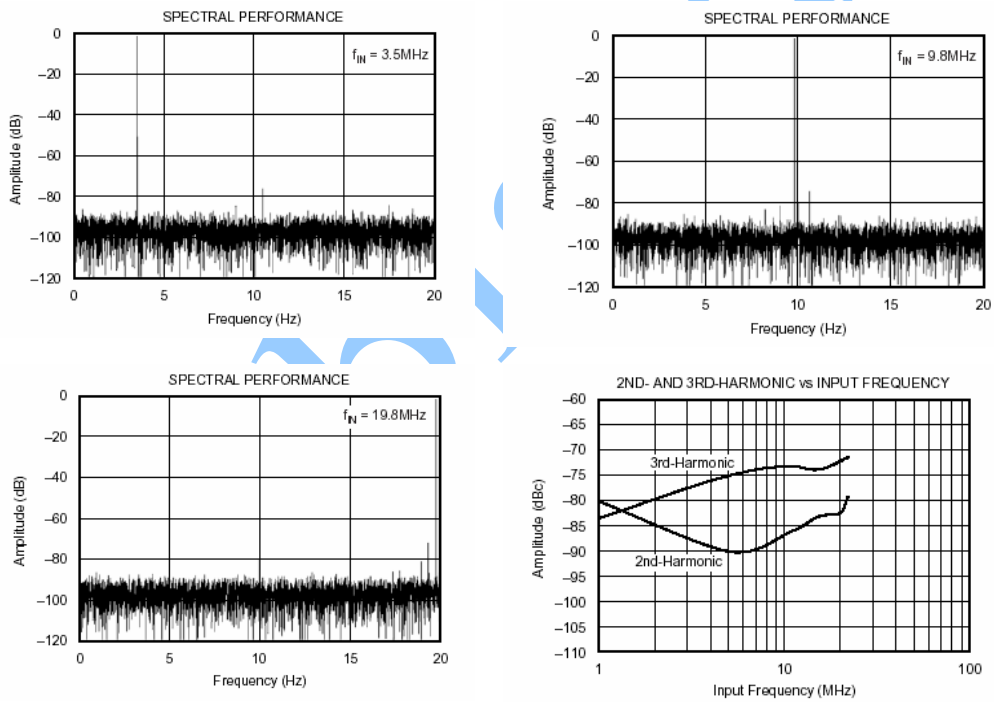 SPECTRAL PERFORMANCE
0
–20
–40
–60
–80
–100
–120
Amplitude (dB)
fIN = 3.5MHz
0 5 10 15 20
Frequency (Hz)
SPECTRAL PERFORMANCE
0
–20
–40
–60
–80
–100
–120
Amplitude (dB)
fIN = 9.8MHz
0 5 10 15 20
Frequency (Hz)
SPECTRAL PERFORMANCE
0
–20
–40
–60
–80
–100
–120
Amplitude (dB)
fIN = 19.8MHz
0 5 10 15 20
Frequency (Hz)
2ND- AND 3RD-HARMONIC vs INPUT FREQUENCY
–60
–65
–70
–75
–80
–85
–90
–95
–100
–105
–110
Amplitude (dBc)
3rd-Harmonic
2nd-Harmonic
1 10 100
Input Frequency (MHz)